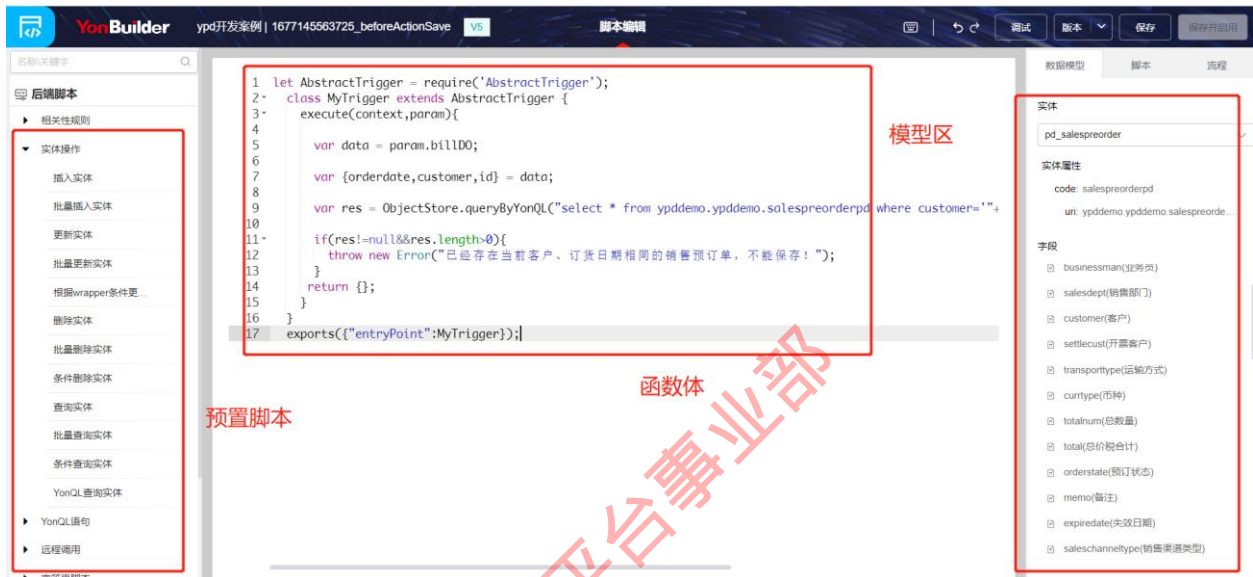 YonBuilder
ypd开发案例 | 1677145563725_beforeActionSave
V5
脚本编辑
调试
版本
保存
保存并启用
名称/关键字
后端脚本
相关性规则
实体操作
插入实体
批量插入实体
更新实体
批量更新实体
根据wrapper条件更...
删除实体
批量删除实体
条件删除实体
查询实体
批量查询实体
条件查询实体
YonQL查询实体
YonQL语句
远程调用
预置脚本
1 let AbstractTrigger = require('AbstractTrigger');
2 class MyTrigger extends AbstractTrigger {
3 execute(context,param){
4
5 var data = param.billDO;
6
7 var {orderdate,customer,id} = data;
8
9 var res = ObjectStore.queryByYonQL("select * from ypddemo.ypddemo.salespreorderpd where customer='"+
10
11 if(res!=null&&res.length>0){
12 throw new Error("已经存在当前客户、订货日期相同的销售预订单，不能保存！");
13 }
14 return {};
15 }
16 }
17 exports({"entryPoint":MyTrigger});
模型区
函数体
平台事业部
数据模型
脚本
流程
实体
pd_salespreorder
实体属性
code: salespreorderpd
uri: ypddemo.ypddemo.salespreorde...
字段
businessman(业务员)
salesdept(销售部门)
customer(客户)
settlecust(开票客户)
transporttype(运输方式)
currtype(币种)
totalnum(总数量)
total(总价税合计)
orderstate(预订状态)
memo(备注)
expiredate(失效日期)
saleschanneltype(销售渠道类型)